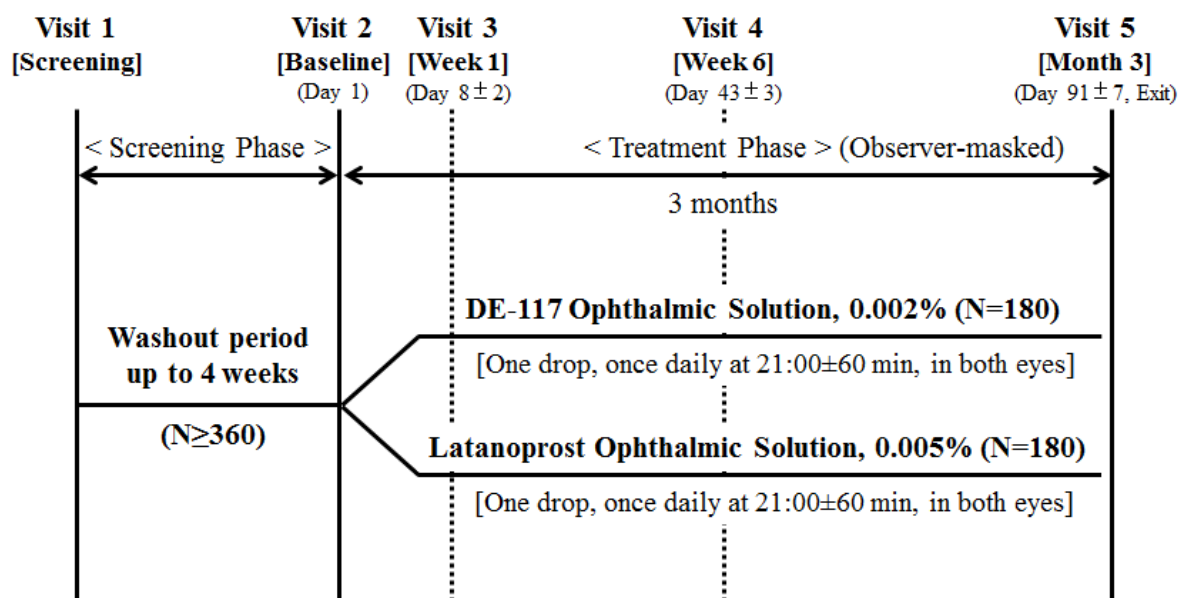 Visit 1
[Screening]
Visit 2
[Baseline]
(Day 1)
Visit 3
[Week 1]
(Day 8±2)
Visit 4
[Week 6]
(Day 43±3)
Visit 5
[Month 3]
(Day 91±7, Exit)
< Screening Phase >
< Treatment Phase > (Observer-masked)
3 months
Washout period
up to 4 weeks
(N≥360)
DE-117 Ophthalmic Solution, 0.002% (N=180)
[One drop, once daily at 21:00±60 min, in both eyes]
Latanoprost Ophthalmic Solution, 0.005% (N=180)
[One drop, once daily at 21:00±60 min, in both eyes]